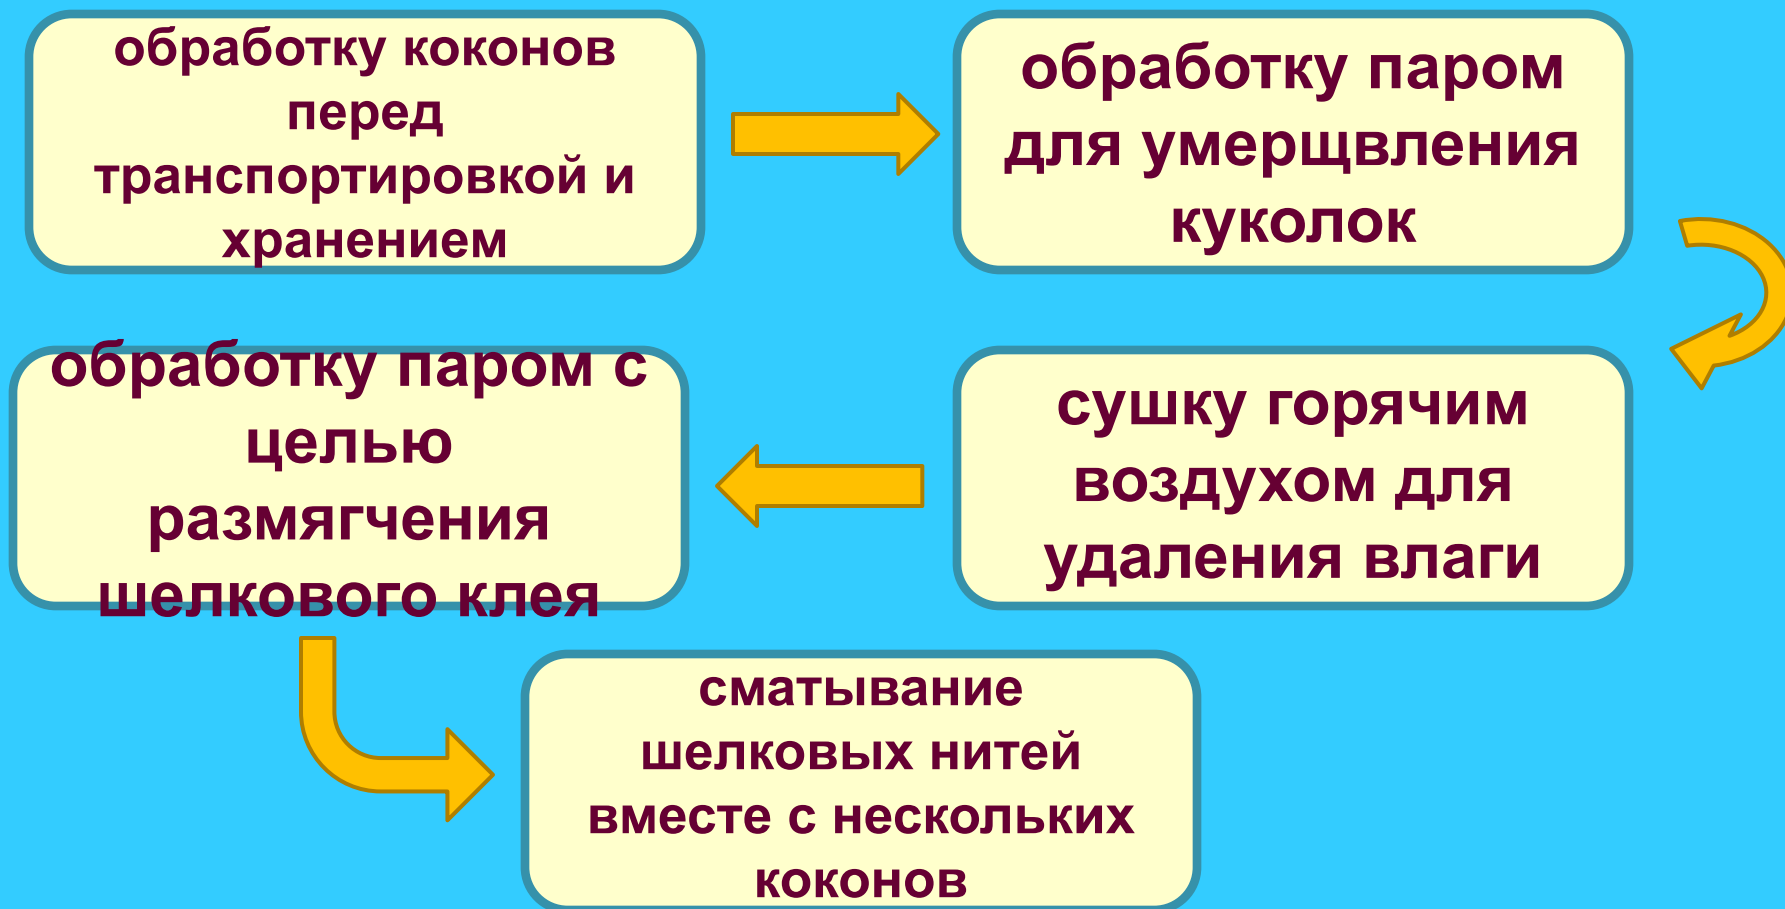 обработку коконов
перед
транспортировкой и
хранением
обработку паром
для умерщвления
куколок
сушку горячим
воздухом для
удаления влаги
обработку паром с
целью
размягчения
шелкового клея
сматывание
шелковых нитей
вместе с нескольких
коконов